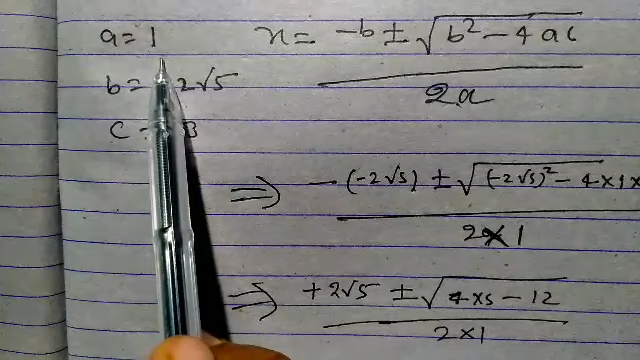 a = 1
x = -b ± √(b² - 4ac) / 2a
b = 2√5
c =
⇒ -(-2√5) ± √((-2√5)² - 4×1× / 2×1
⇒ +2√5 ± √(4×5 - 12) / 2×1